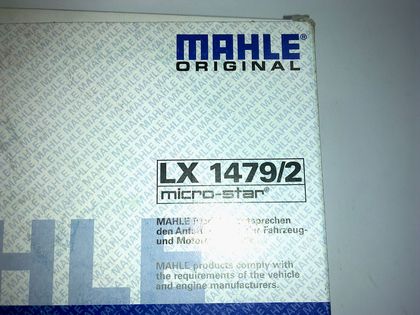 MAHLE®
ORIGINAL
LX 1479/2
micro-star®
MAHLE
den
und
MAHLE products comply with
the requirements of the vehicle
and engine manufacturers.